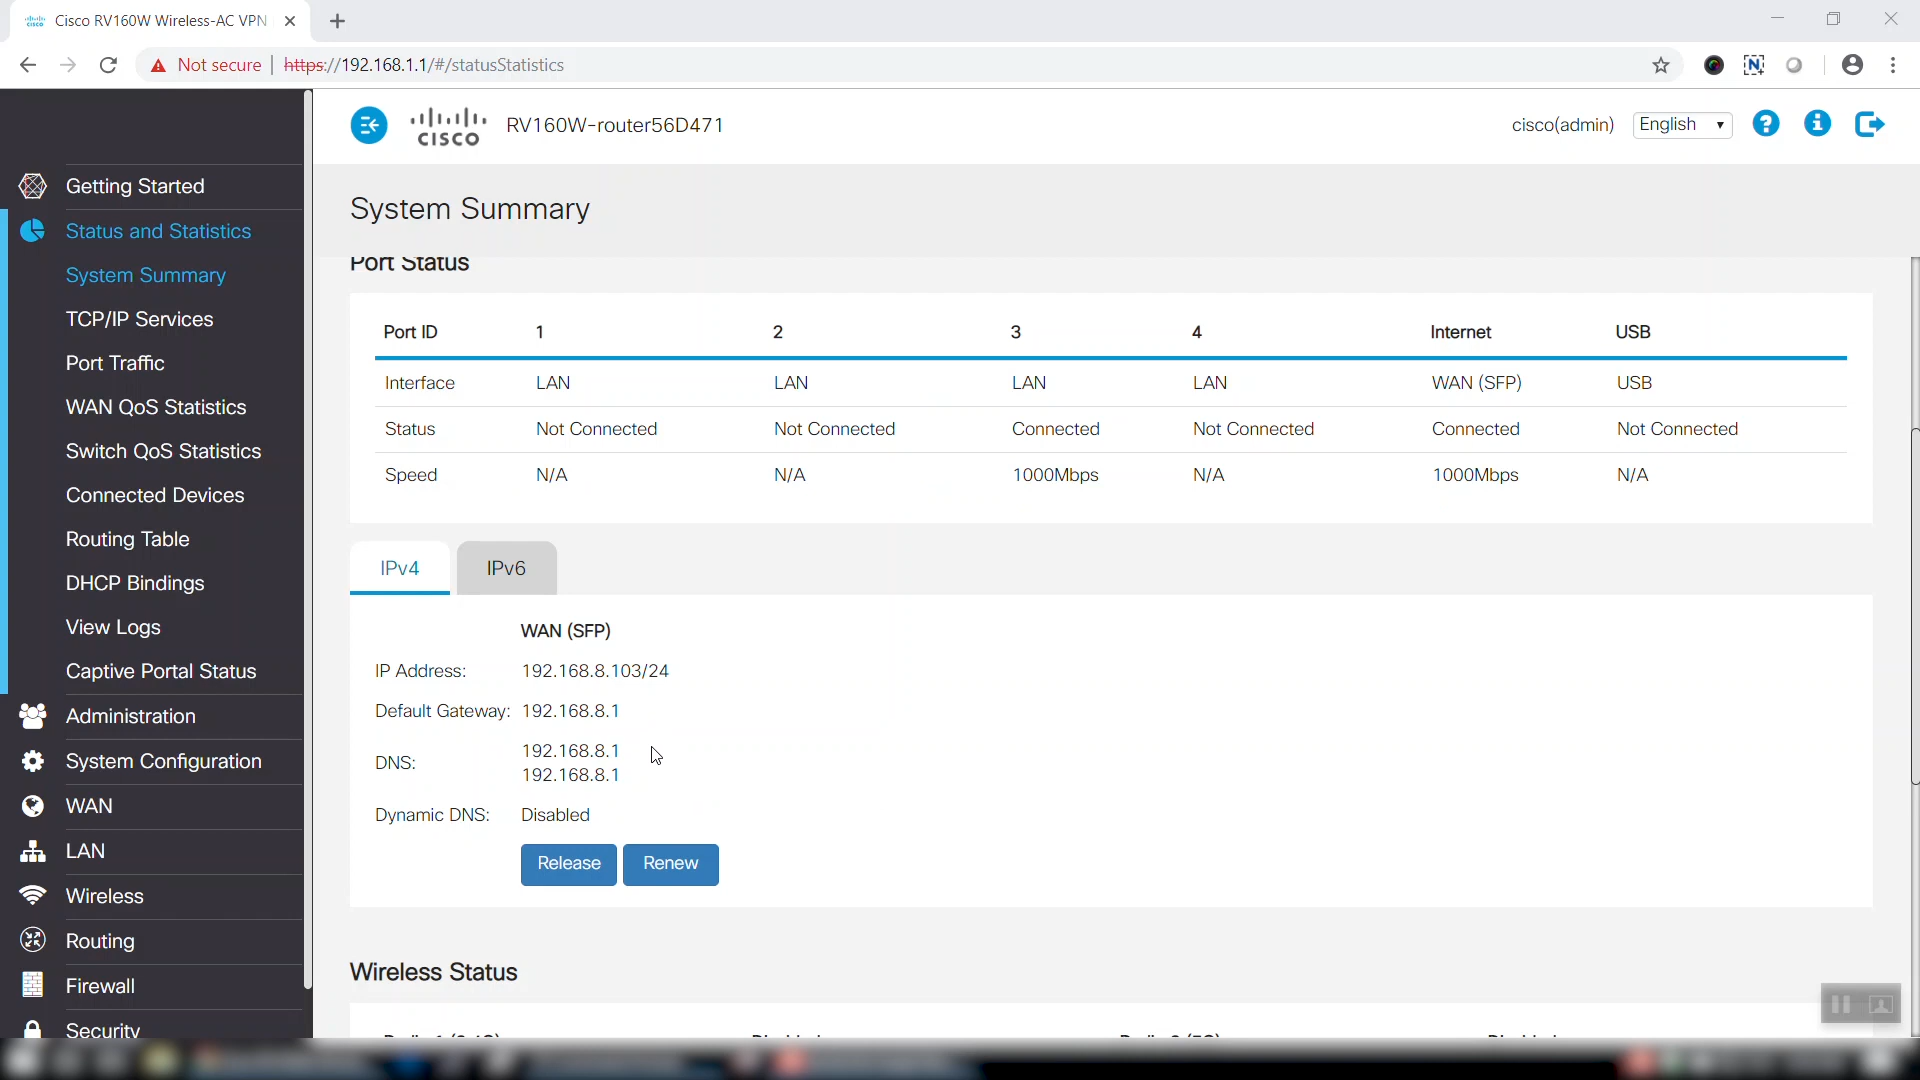 Cisco RV160W Wireless-AC VPN
Not secure | https://192.168.1.1/#/statusStatistics
CISCO RV160W-router56D471 cisco(admin) English
Getting Started
Status and Statistics
System Summary
TCP/IP Services
Port Traffic
WAN QoS Statistics
Switch QoS Statistics
Connected Devices
Routing Table
DHCP Bindings
View Logs
Captive Portal Status
Administration
System Configuration
WAN
LAN
Wireless
Routing
Firewall
Security
System Summary
Port Status
Port ID 1 2 3 4 Internet USB
Interface LAN LAN LAN LAN WAN (SFP) USB
Status Not Connected Not Connected Connected Not Connected Connected Not Connected
Speed N/A N/A 1000Mbps N/A 1000Mbps N/A
IPv4 IPv6
WAN (SFP)
IP Address: 192.168.8.103/24
Default Gateway: 192.168.8.1
DNS: 192.168.8.1
192.168.8.1
Dynamic DNS: Disabled
Release Renew
Wireless Status